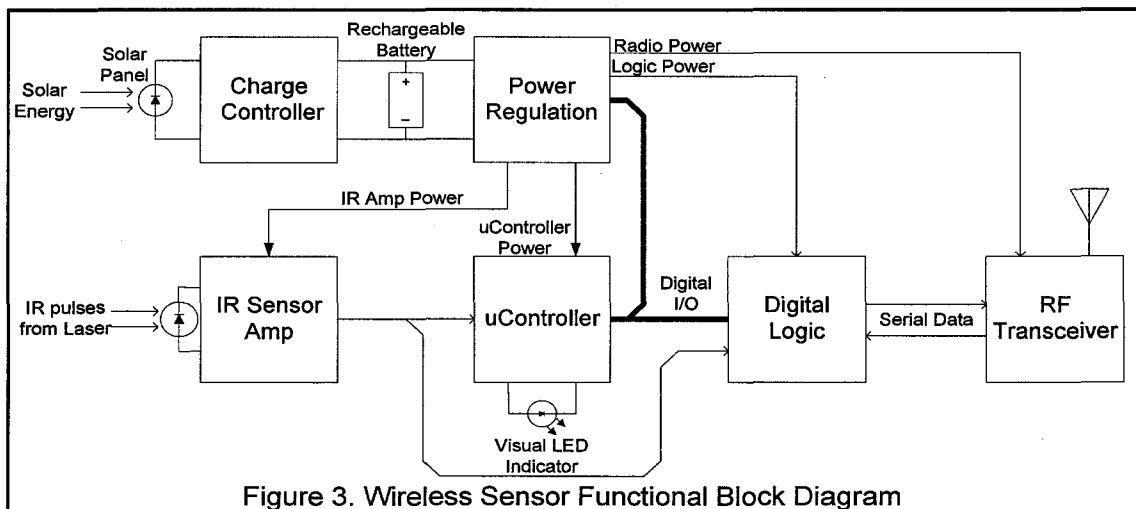 Rechargeable
Battery
Solar
Panel
Solar
Energy
Charge
Controller
+
–
Power
Regulation
Radio Power
Logic Power
IR Amp Power
uController
Power
IR pulses
from Laser
IR Sensor
Amp
uController
Digital
I/O
Digital
Logic
Serial Data
RF
Transceiver
Visual LED
Indicator
Figure 3. Wireless Sensor Functional Block Diagram